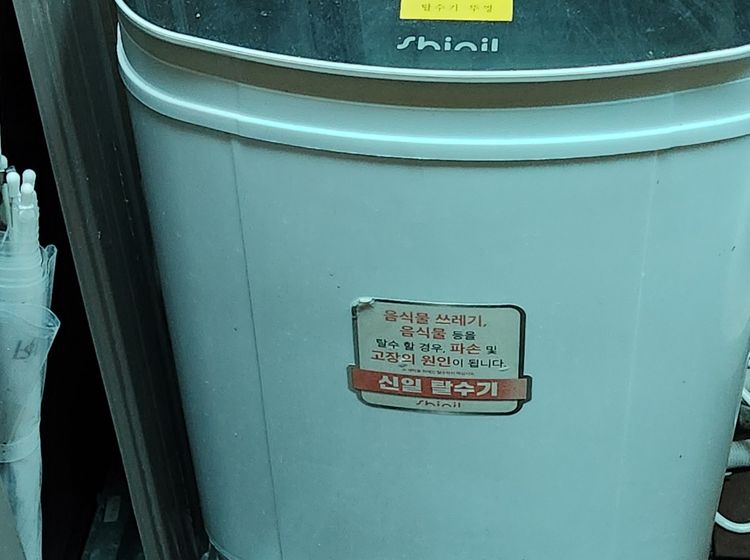 탈수기 뚜껑
shinil
음식물 쓰레기,
음식물 등을
탈수 할 경우, 파손 및
고장의 원인이 됩니다.
신일 탈수기
shinil